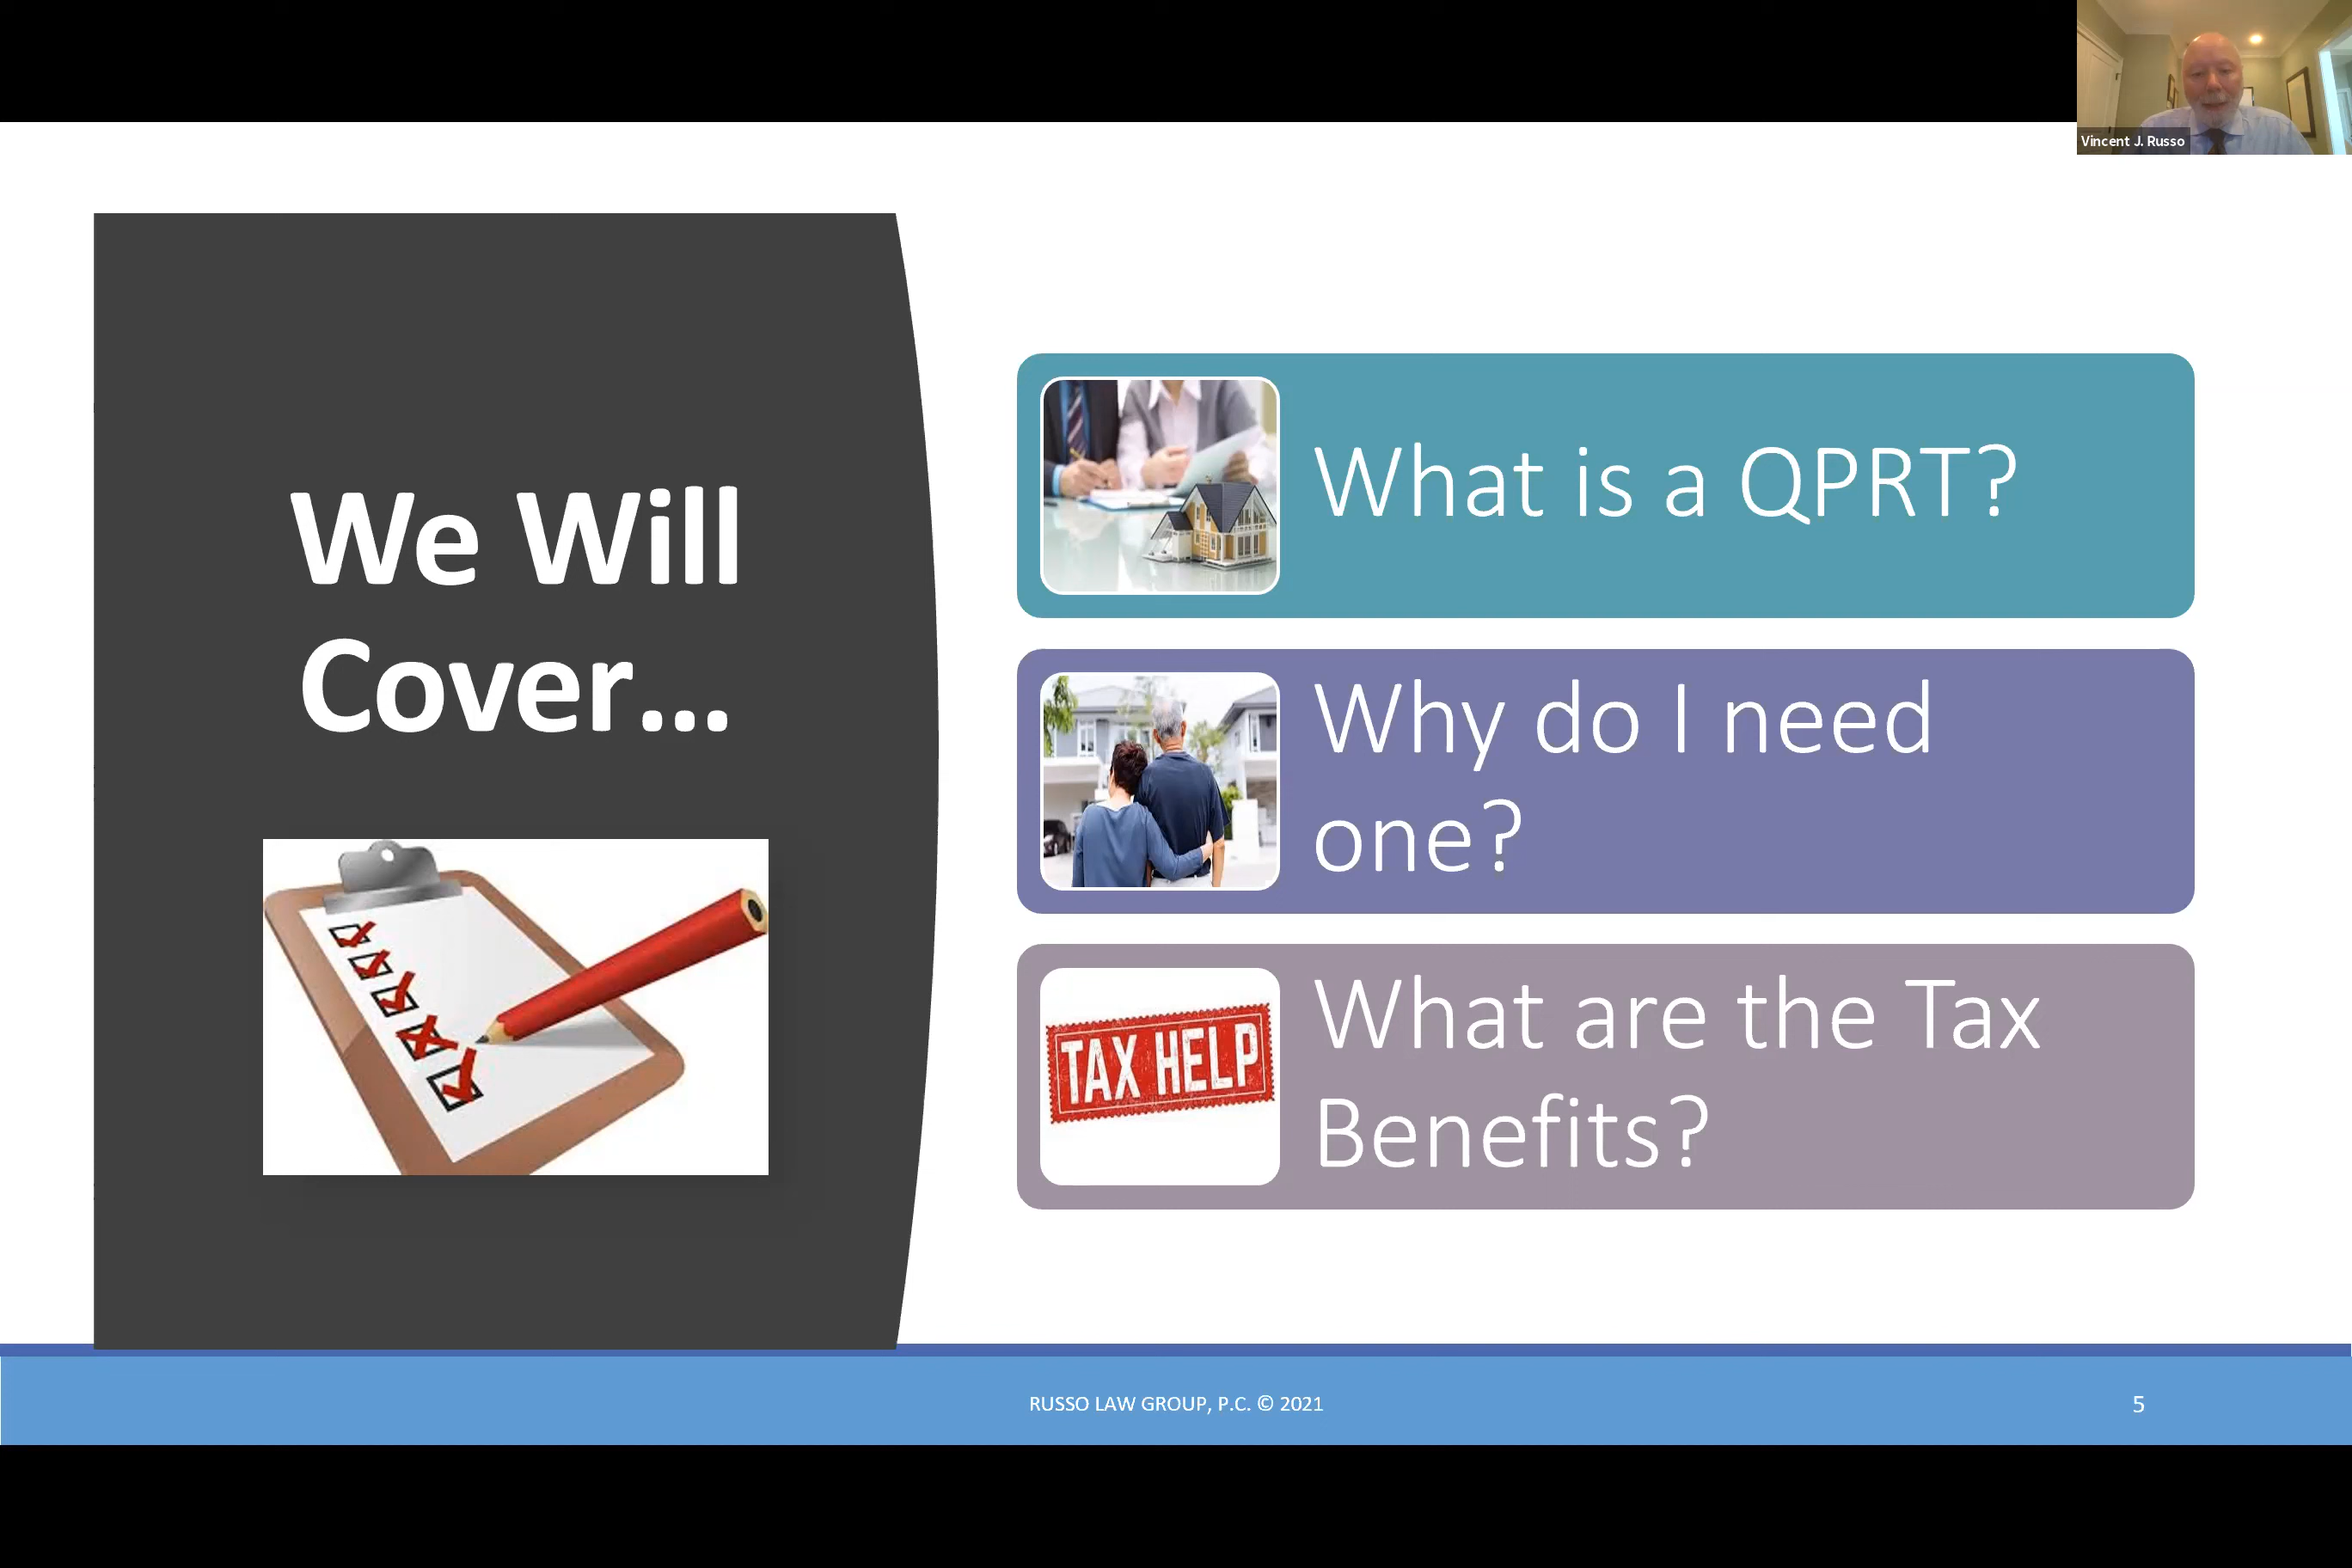 Vincent J. Russo
We Will
Cover...
What is a QPRT?
Why do I need
one?
TAX HELP
What are the Tax
Benefits?
RUSSO LAW GROUP, P.C. © 2021
5